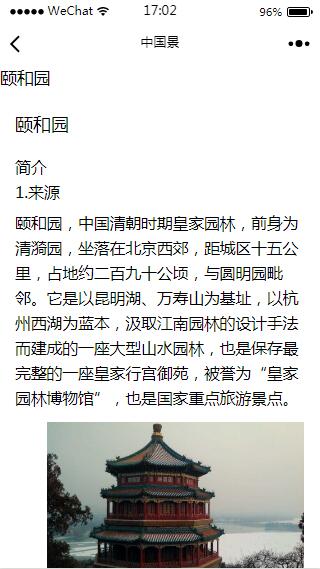 ●●●●● WeChat 17:02 96%
中国景
颐和园
颐和园
简介
1.来源
颐和园，中国清朝时期皇家园林，前身为
清漪园，坐落在北京西郊，距城区十五公
里，占地约二百九十公顷，与圆明园毗
邻。它是以昆明湖、万寿山为基址，以杭
州西湖为蓝本，汲取江南园林的设计手法
而建成的一座大型山水园林，也是保存最
完整的一座皇家行宫御苑，被誉为“皇家
园林博物馆”，也是国家重点旅游景点。